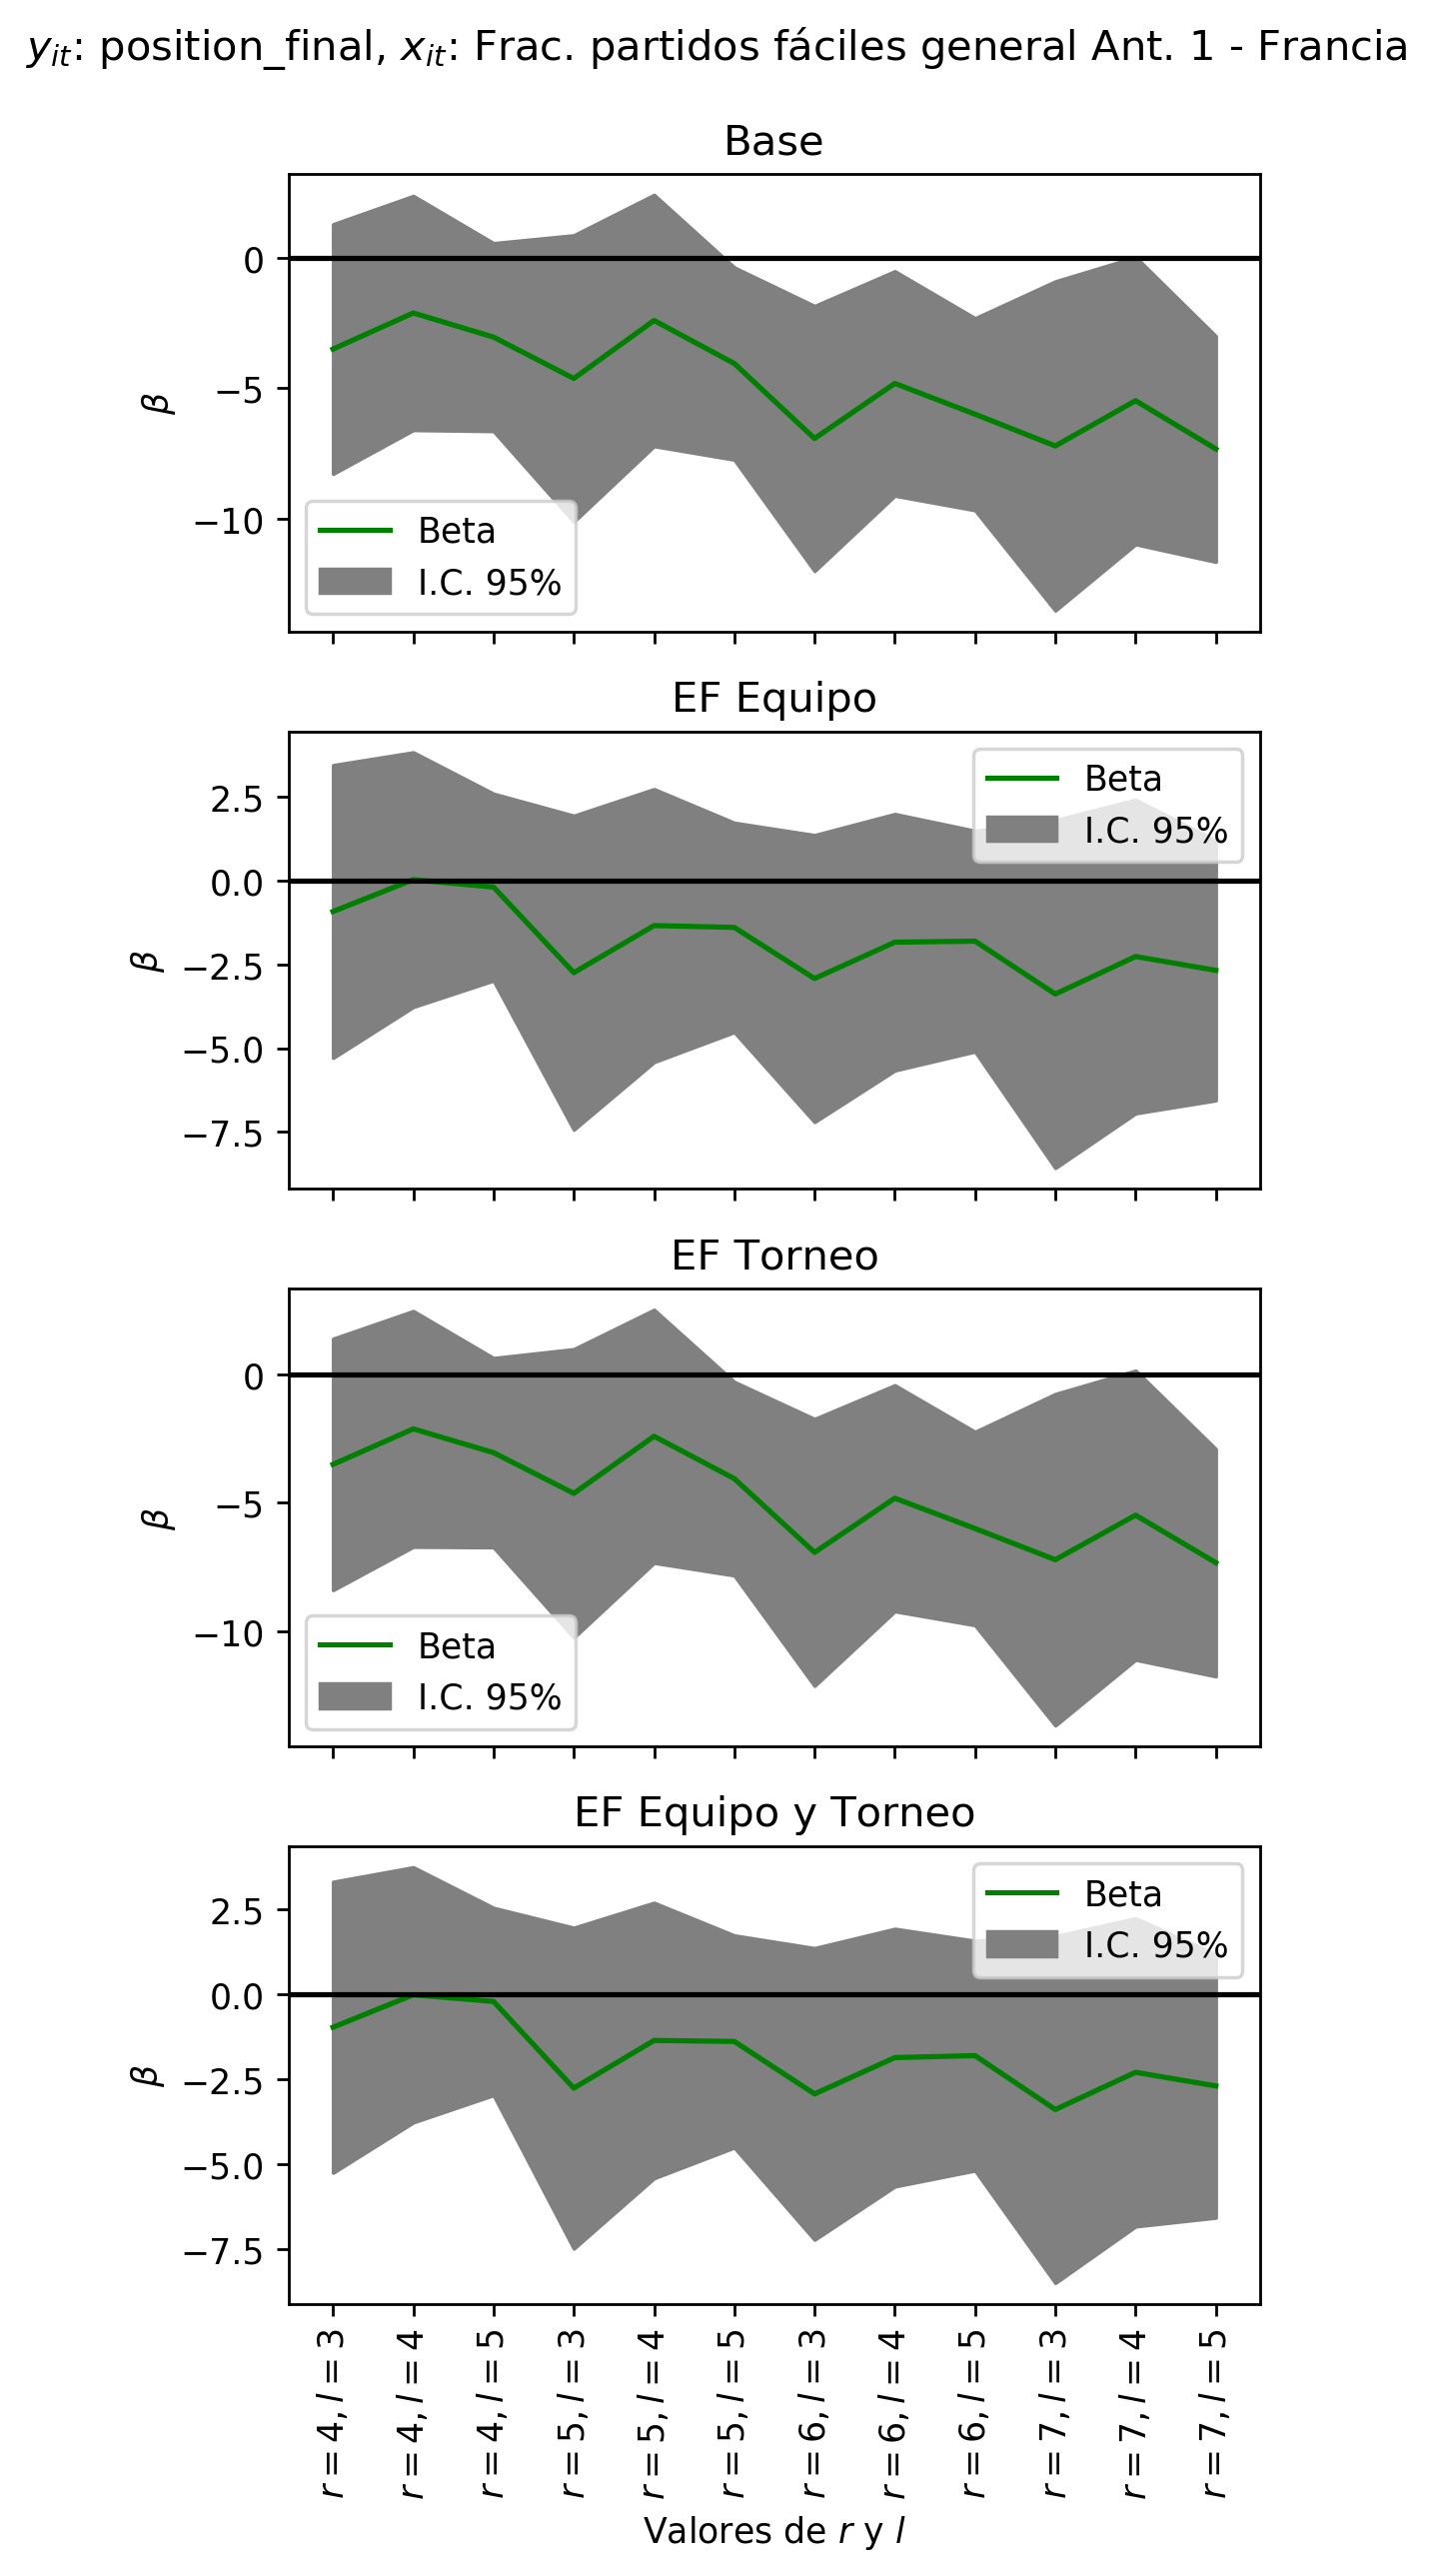 y_it: position_final, x_it: Frac. partidos fáciles general Ant. 1 - Francia
Base
0
−5
−10
β
Beta
I.C. 95%
EF Equipo
2.5
0.0
−2.5
−5.0
−7.5
β
Beta
I.C. 95%
EF Torneo
0
−5
−10
β
Beta
I.C. 95%
EF Equipo y Torneo
2.5
0.0
−2.5
−5.0
−7.5
β
Beta
I.C. 95%
r = 4, l = 3
r = 4, l = 4
r = 4, l = 5
r = 5, l = 3
r = 5, l = 4
r = 5, l = 5
r = 6, l = 3
r = 6, l = 4
r = 6, l = 5
r = 7, l = 3
r = 7, l = 4
r = 7, l = 5
Valores de r y l